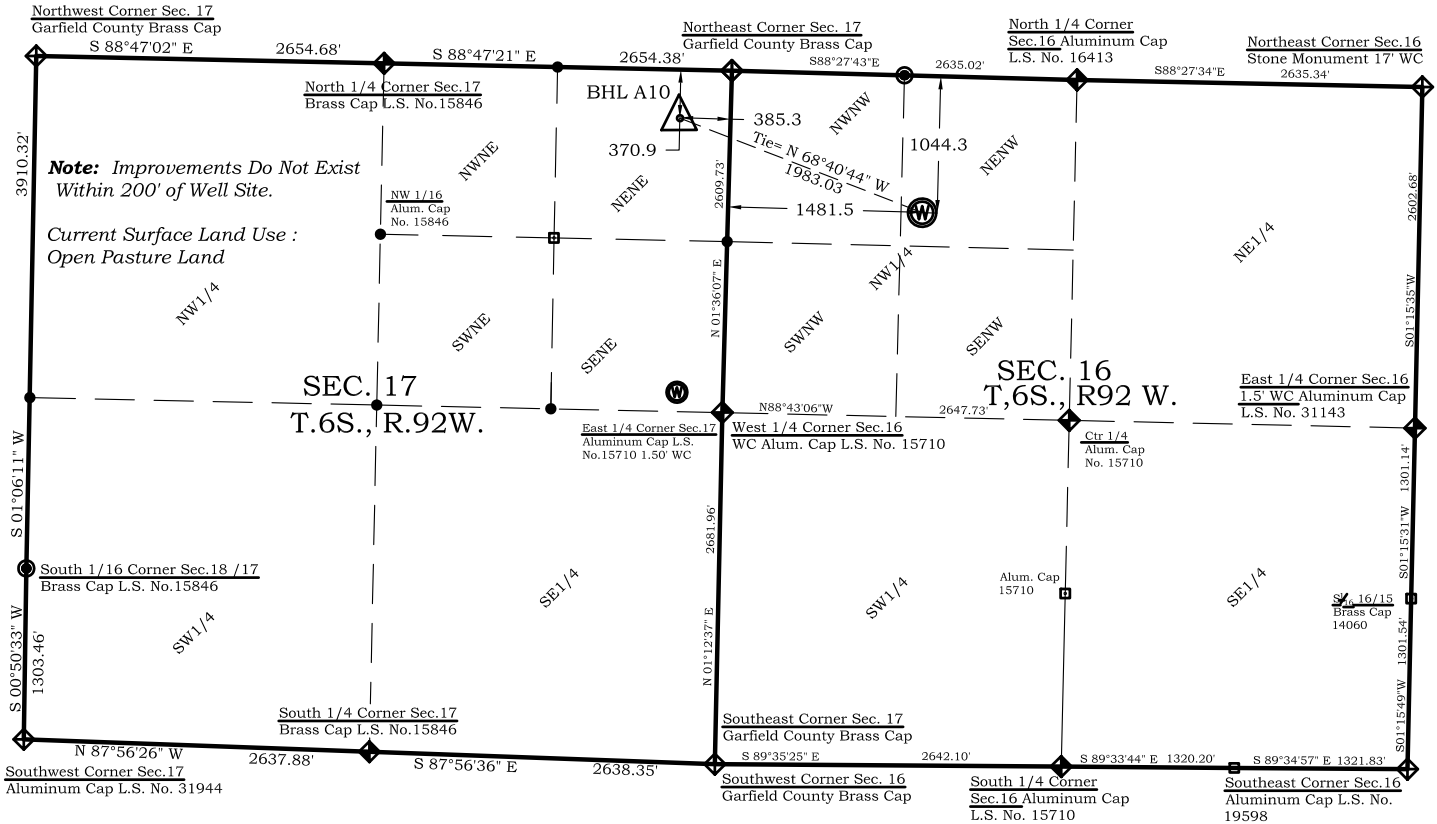 Northwest Corner Sec. 17
Garfield County Brass Cap
S 88°47'02" E
2654.68'
S 88°47'21" E
2654.38'
Northeast Corner Sec. 17
Garfield County Brass Cap
S88°27'43"E
2635.02'
North 1/4 Corner
Sec.16 Aluminum Cap
L.S. No. 16413
S88°27'34"E
2635.34'
Northeast Corner Sec.16
Stone Monument 17' WC
North 1/4 Corner Sec.17
Brass Cap L.S. No.15846
BHL A10
385.3
370.9
Tie= N 68°40'44" W
1983.03
1044.3
1481.5
W
3910.32'
Note: Improvements Do Not Exist
Within 200' of Well Site.
Current Surface Land Use :
Open Pasture Land
NW 1/16
Alum. Cap
No. 15846
NWNE
NENE
2609.73'
NWNW
NENW
2602.68'
NW1/4
SWNE
SENE
N 01°36'07" E
NW1/4
SWNW
SENW
NE1/4
S01°15'35"W
SEC. 17
T.6S., R.92W.
W
SEC. 16
T,6S., R92 W.
N88°43'06"W
2647.73'
East 1/4 Corner Sec.17
Aluminum Cap L.S.
No.15710 1.50' WC
West 1/4 Corner Sec.16
WC Alum. Cap L.S. No. 15710
East 1/4 Corner Sec.16
1.5' WC Aluminum Cap
L.S. No. 31143
Ctr 1/4
Alum. Cap
No. 15710
S 01°06'11" W
2681.96'
1301.14'
S01°15'31"W
South 1/16 Corner Sec.18 /17
Brass Cap L.S. No.15846
SE1/4
SW1/4
Alum. Cap
15710
SE1/4
16/15
Brass Cap
14060
S 00°50'33" W
1303.46'
SW1/4
N 01°12'37" E
1301.54'
S01°15'49"W
South 1/4 Corner Sec.17
Brass Cap L.S. No.15846
Southeast Corner Sec. 17
Garfield County Brass Cap
N 87°56'26" W
2637.88'
S 87°56'36" E
2638.35'
S 89°35'25" E
2642.10'
S 89°33'44" E 1320.20'
S 89°34'57" E 1321.83'
Southwest Corner Sec.17
Aluminum Cap L.S. No. 31944
Southwest Corner Sec. 16
Garfield County Brass Cap
South 1/4 Corner
Sec.16 Aluminum Cap
L.S. No. 15710
Southeast Corner Sec.16
Aluminum Cap L.S. No.
19598